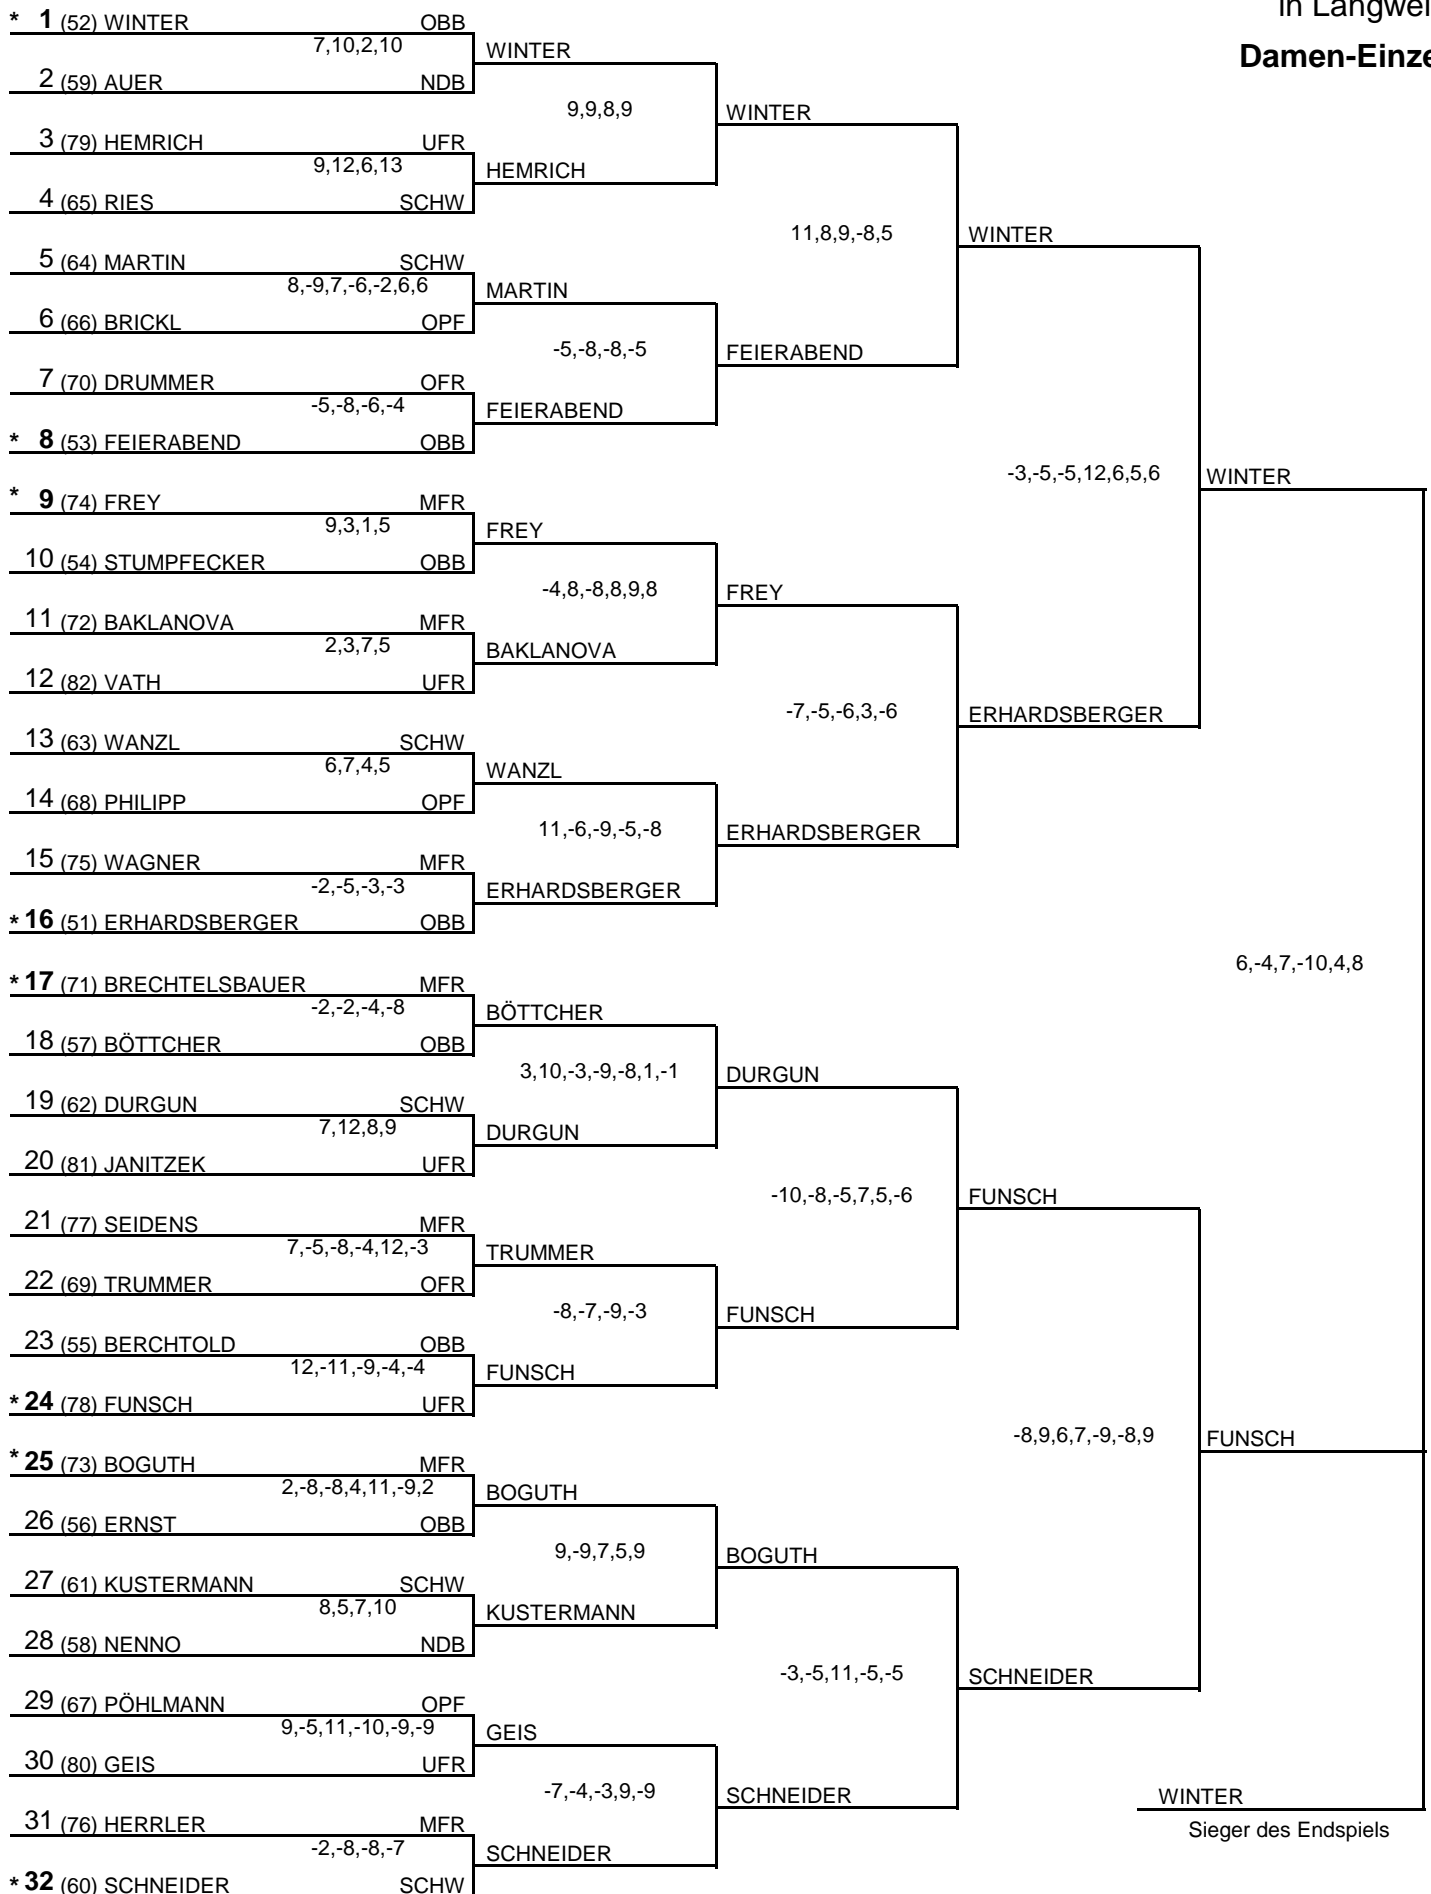 in Langwei
* 1 (52) WINTER OBB
7,10,2,10 WINTER
Damen-Einze
2 (59) AUER NDB
9,9,8,9 WINTER
3 (79) HEMRICH UFR
9,12,6,13 HEMRICH
4 (65) RIES SCHW
11,8,9,-8,5 WINTER
5 (64) MARTIN SCHW
8,-9,7,-6,-2,6,6 MARTIN
6 (66) BRICKL OPF
-5,-8,-8,-5 FEIERABEND
7 (70) DRUMMER OFR
-5,-8,-6,-4 FEIERABEND
* 8 (53) FEIERABEND OBB
-3,-5,-5,12,6,5,6 WINTER
* 9 (74) FREY MFR
9,3,1,5 FREY
10 (54) STUMPFECKER OBB
-4,8,-8,8,9,8 FREY
11 (72) BAKLANOVA MFR
2,3,7,5 BAKLANOVA
12 (82) VATH UFR
-7,-5,-6,3,-6 ERHARDSBERGER
13 (63) WANZL SCHW
6,7,4,5 WANZL
14 (68) PHILIPP OPF
11,-6,-9,-5,-8 ERHARDSBERGER
15 (75) WAGNER MFR
-2,-5,-3,-3 ERHARDSBERGER
* 16 (51) ERHARDSBERGER OBB
6,-4,7,-10,4,8
* 17 (71) BRECHTELSBAUER MFR
-2,-2,-4,-8 BÖTTCHER
18 (57) BÖTTCHER OBB
3,10,-3,-9,-8,1,-1 DURGUN
19 (62) DURGUN SCHW
7,12,8,9 DURGUN
20 (81) JANITZEK UFR
-10,-8,-5,7,5,-6 FUNSCH
21 (77) SEIDENS MFR
7,-5,-8,-4,12,-3 TRUMMER
22 (69) TRUMMER OFR
-8,-7,-9,-3 FUNSCH
23 (55) BERCHTOLD OBB
12,-11,-9,-4,-4 FUNSCH
* 24 (78) FUNSCH UFR
-8,9,6,7,-9,-8,9 FUNSCH
* 25 (73) BOGUTH MFR
2,-8,-8,4,11,-9,2 BOGUTH
26 (56) ERNST OBB
9,-9,7,5,9 BOGUTH
27 (61) KUSTERMANN SCHW
8,5,7,10 KUSTERMANN
28 (58) NENNO NDB
-3,-5,11,-5,-5 SCHNEIDER
29 (67) PÖHLMANN OPF
9,-5,11,-10,-9,-9 GEIS
30 (80) GEIS UFR
-7,-4,-3,9,-9 SCHNEIDER
WINTER
31 (76) HERRLER MFR
Sieger des Endspiels
-2,-8,-8,-7 SCHNEIDER
* 32 (60) SCHNEIDER SCHW